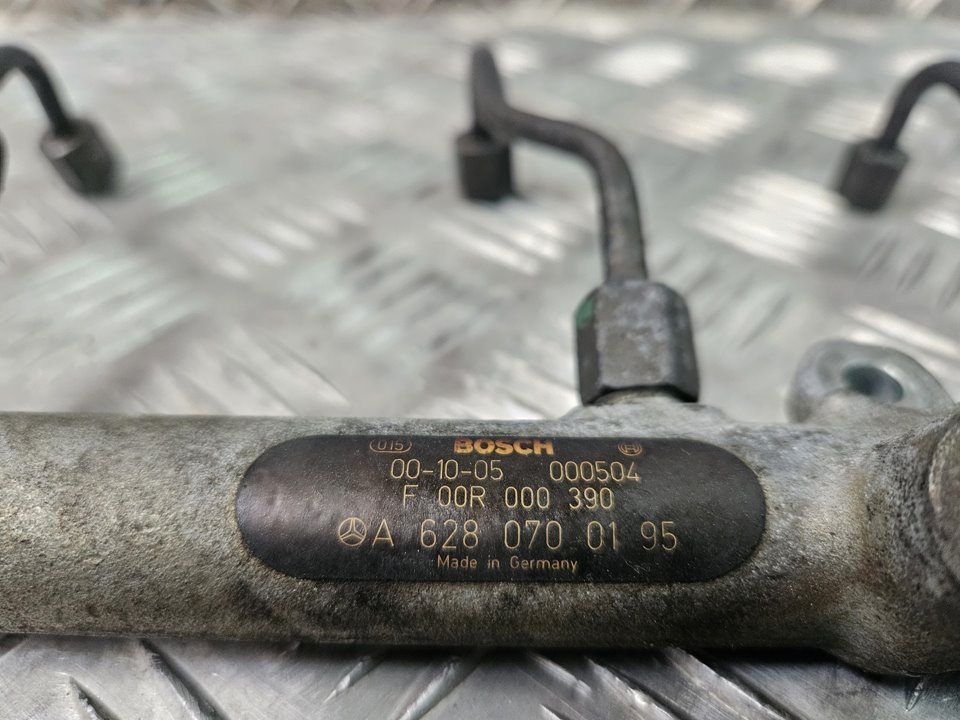 015 BOSCH
00-10-05 000504
F 00R 000 390
A 628 070 01 95
Made in Germany